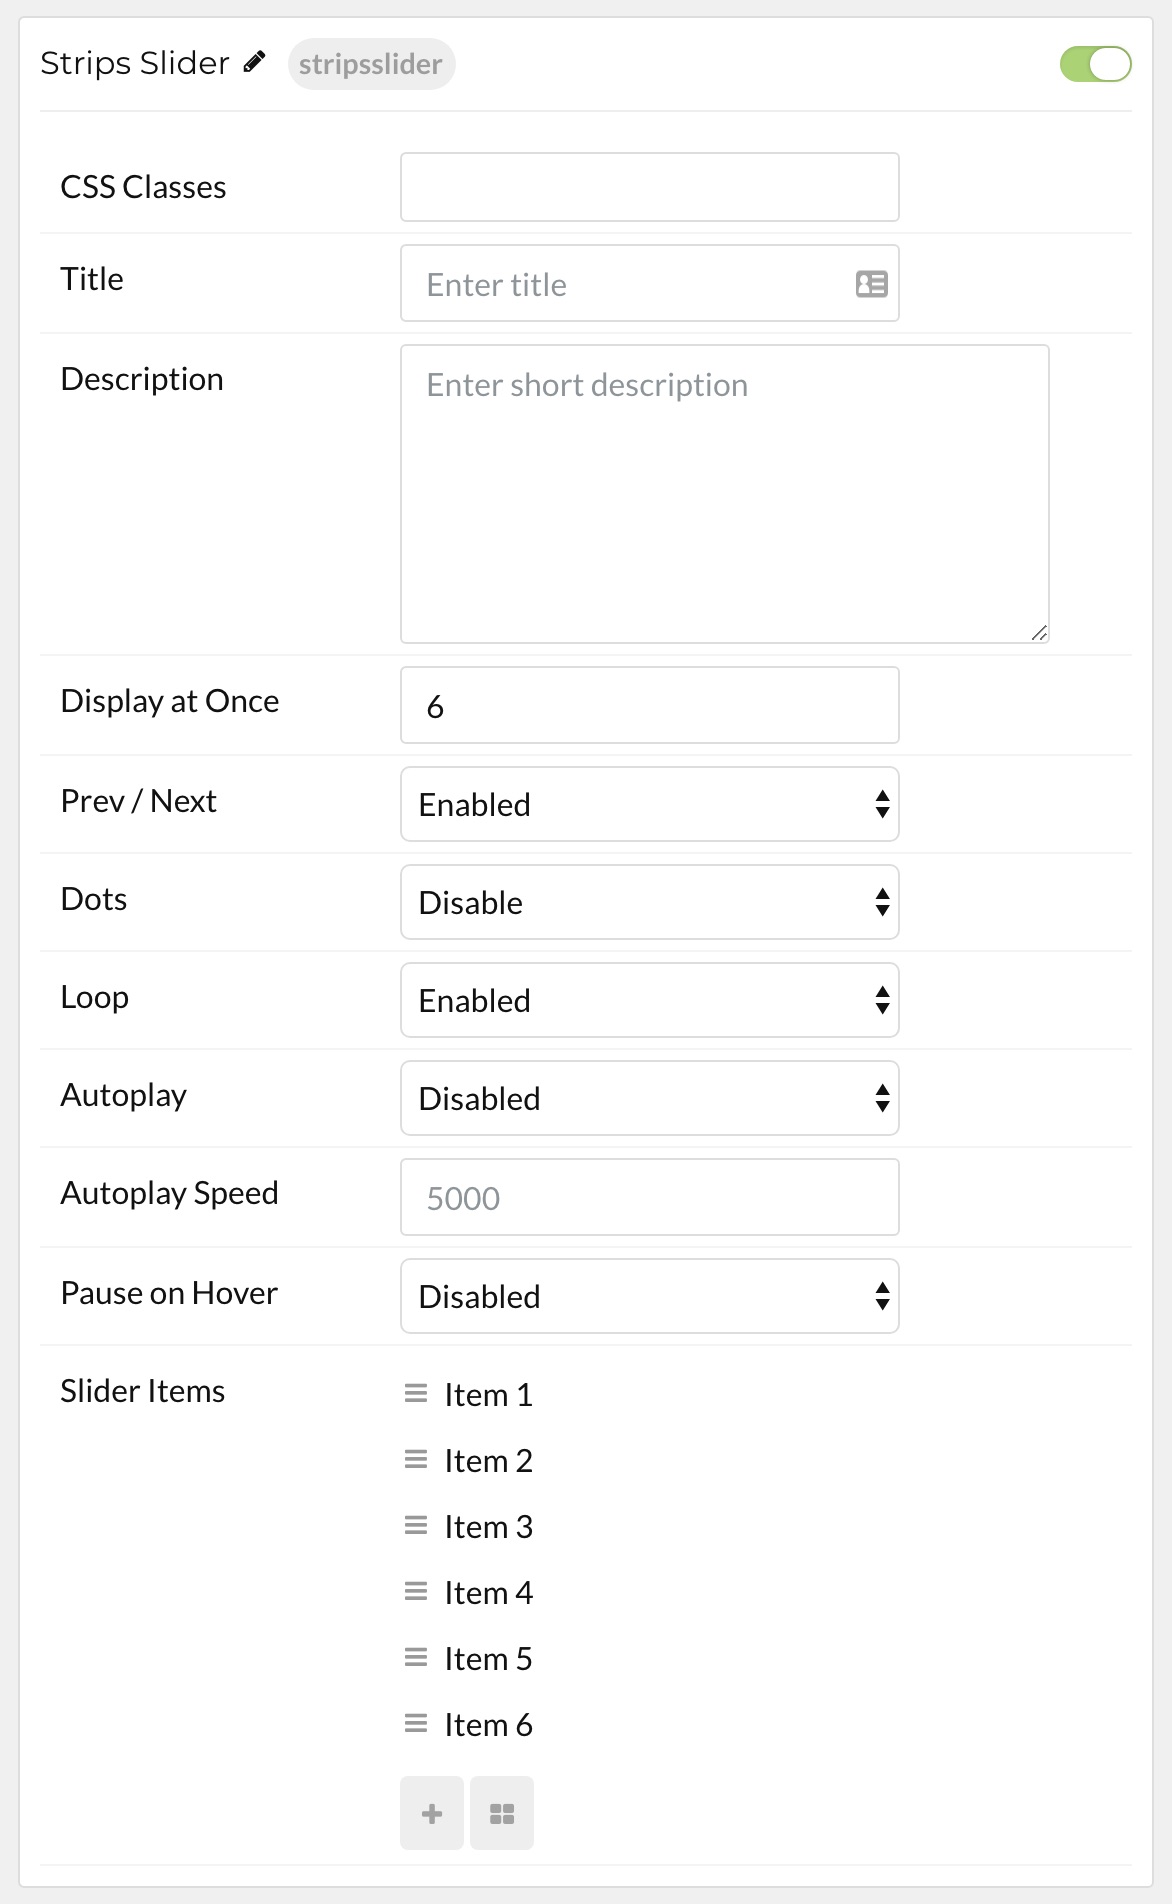 Strips Slider stripsslider
CSS Classes
Title Enter title
Description Enter short description
Display at Once 6
Prev / Next Enabled
Dots Disable
Loop Enabled
Autoplay Disabled
Autoplay Speed 5000
Pause on Hover Disabled
Slider Items Item 1
Item 2
Item 3
Item 4
Item 5
Item 6